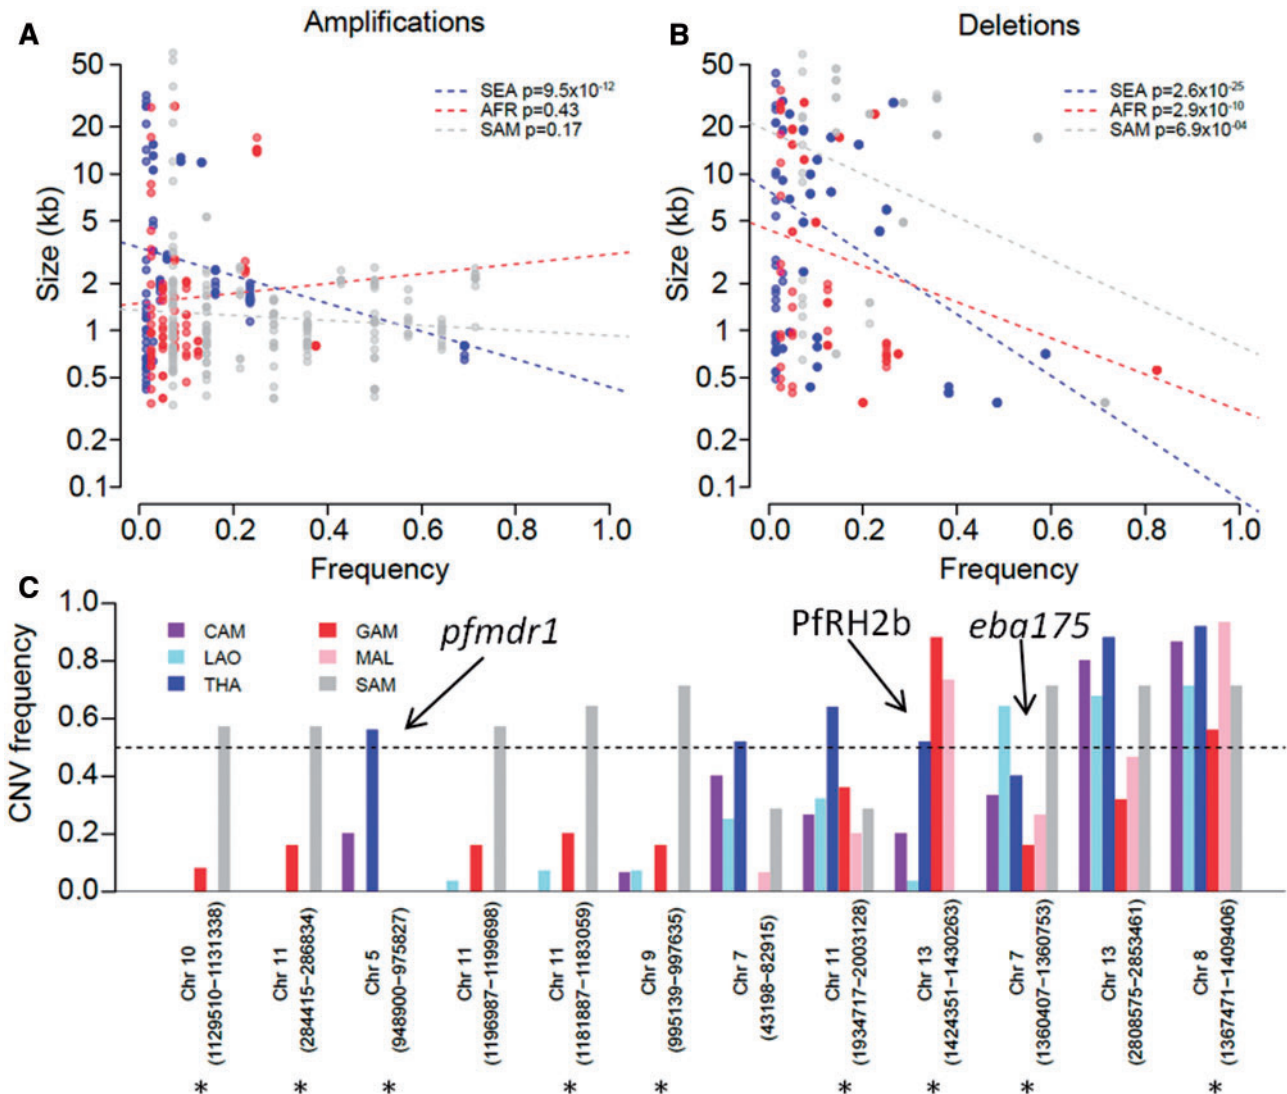 A
Amplifications
50
20
10
5
2
1
0.5
0.2
0.1
Size (kb)
SEA p=9.5x10-12
AFR p=0.43
SAM p=0.17
0.0 0.2 0.4 0.6 0.8 1.0
Frequency
B
Deletions
50
20
10
5
2
1
0.5
0.2
0.1
Size (kb)
SEA p=2.6x10-25
AFR p=2.9x10-10
SAM p=6.9x10-04
0.0 0.2 0.4 0.6 0.8 1.0
Frequency
C
CNV frequency
1.0
0.8
0.6
0.4
0.2
0.0
CAM
LAO
THA
GAM
MAL
SAM
pfmdr1
PfRH2b
eba175
Chr 10
(1129510−1131338)
Chr 11
(284415−286834)
Chr 5
(948900−975827)
Chr 11
(1196987−1199698)
Chr 11
(1181887−1183059)
Chr 9
(995139−997635)
Chr 7
(43198−82915)
Chr 11
(1934717−2003128)
Chr 13
(1424351−1430263)
Chr 7
(1360407−1360753)
Chr 13
(2808575−2853461)
Chr 8
(1367471−1409406)
* * * * * * * * *